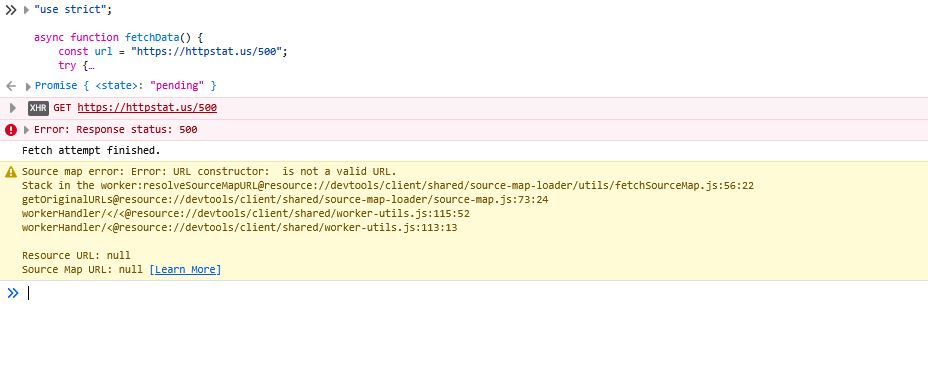 "use strict";
async function fetchData() {
const url = "https://httpstat.us/500";
try {…
Promise { <state>: "pending" }
XHR GET https://httpstat.us/500
Error: Response status: 500
Fetch attempt finished.
Source map error: Error: URL constructor:  is not a valid URL.
Stack in the worker:resolveSourceMapURL@resource://devtools/client/shared/source-map-loader/utils/fetchSourceMap.js:56:22
getOriginalURLs@resource://devtools/client/shared/source-map-loader/source-map.js:73:24
workerHandler/</<@resource://devtools/client/shared/worker-utils.js:115:52
workerHandler/<@resource://devtools/client/shared/worker-utils.js:113:13
Resource URL: null
Source Map URL: null [Learn More]